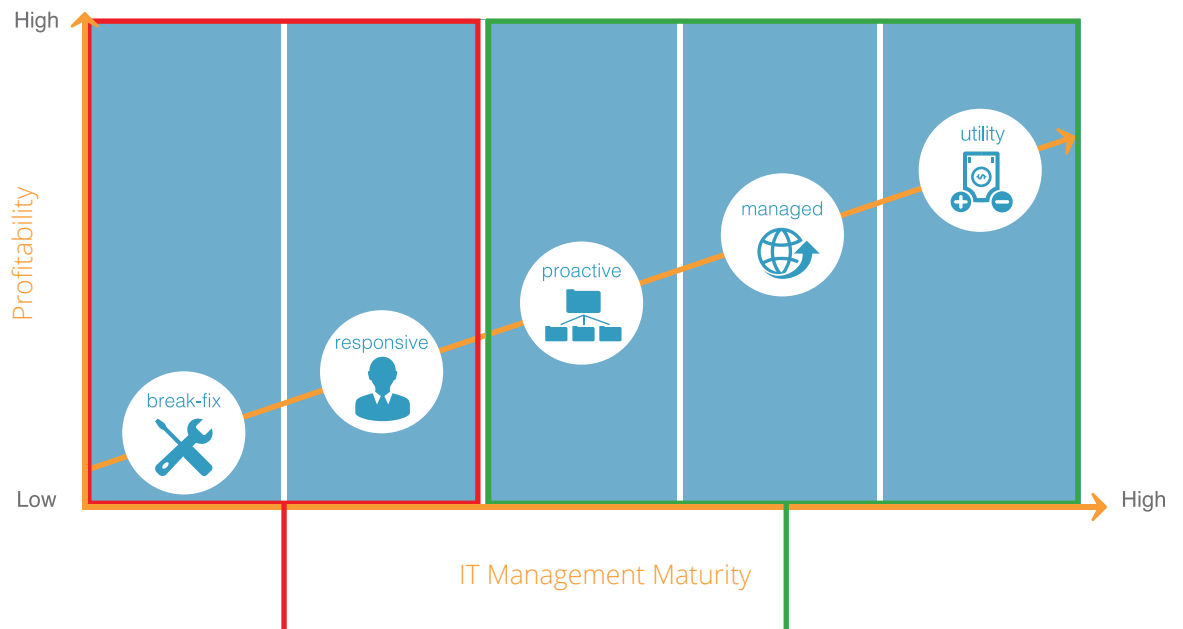 High
utility
managed
proactive
responsive
break-fix
Profitability
Low
High
IT Management Maturity